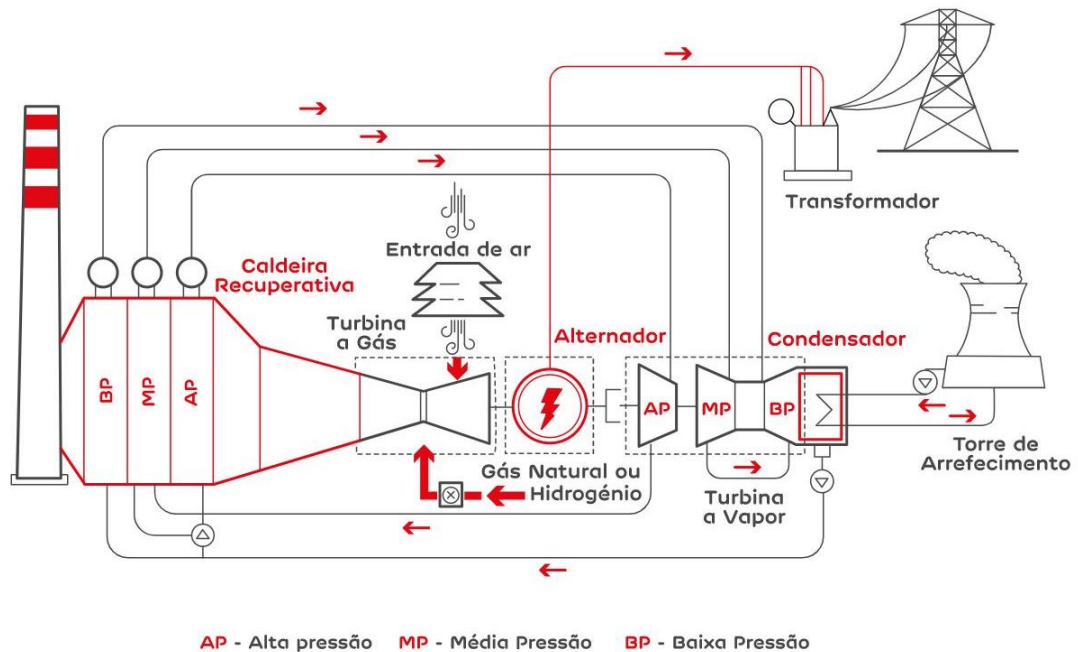 Transformador
Entrada de ar
Caldeira
Recuperativa
Turbina
a Gás
Alternador
Condensador
BP
MP
AP
AP
MP
BP
Gás Natural ou
Hidrogénio
Turbina
a Vapor
Torre de
Arrefecimento
AP - Alta pressão MP - Média Pressão BP - Baixa Pressão